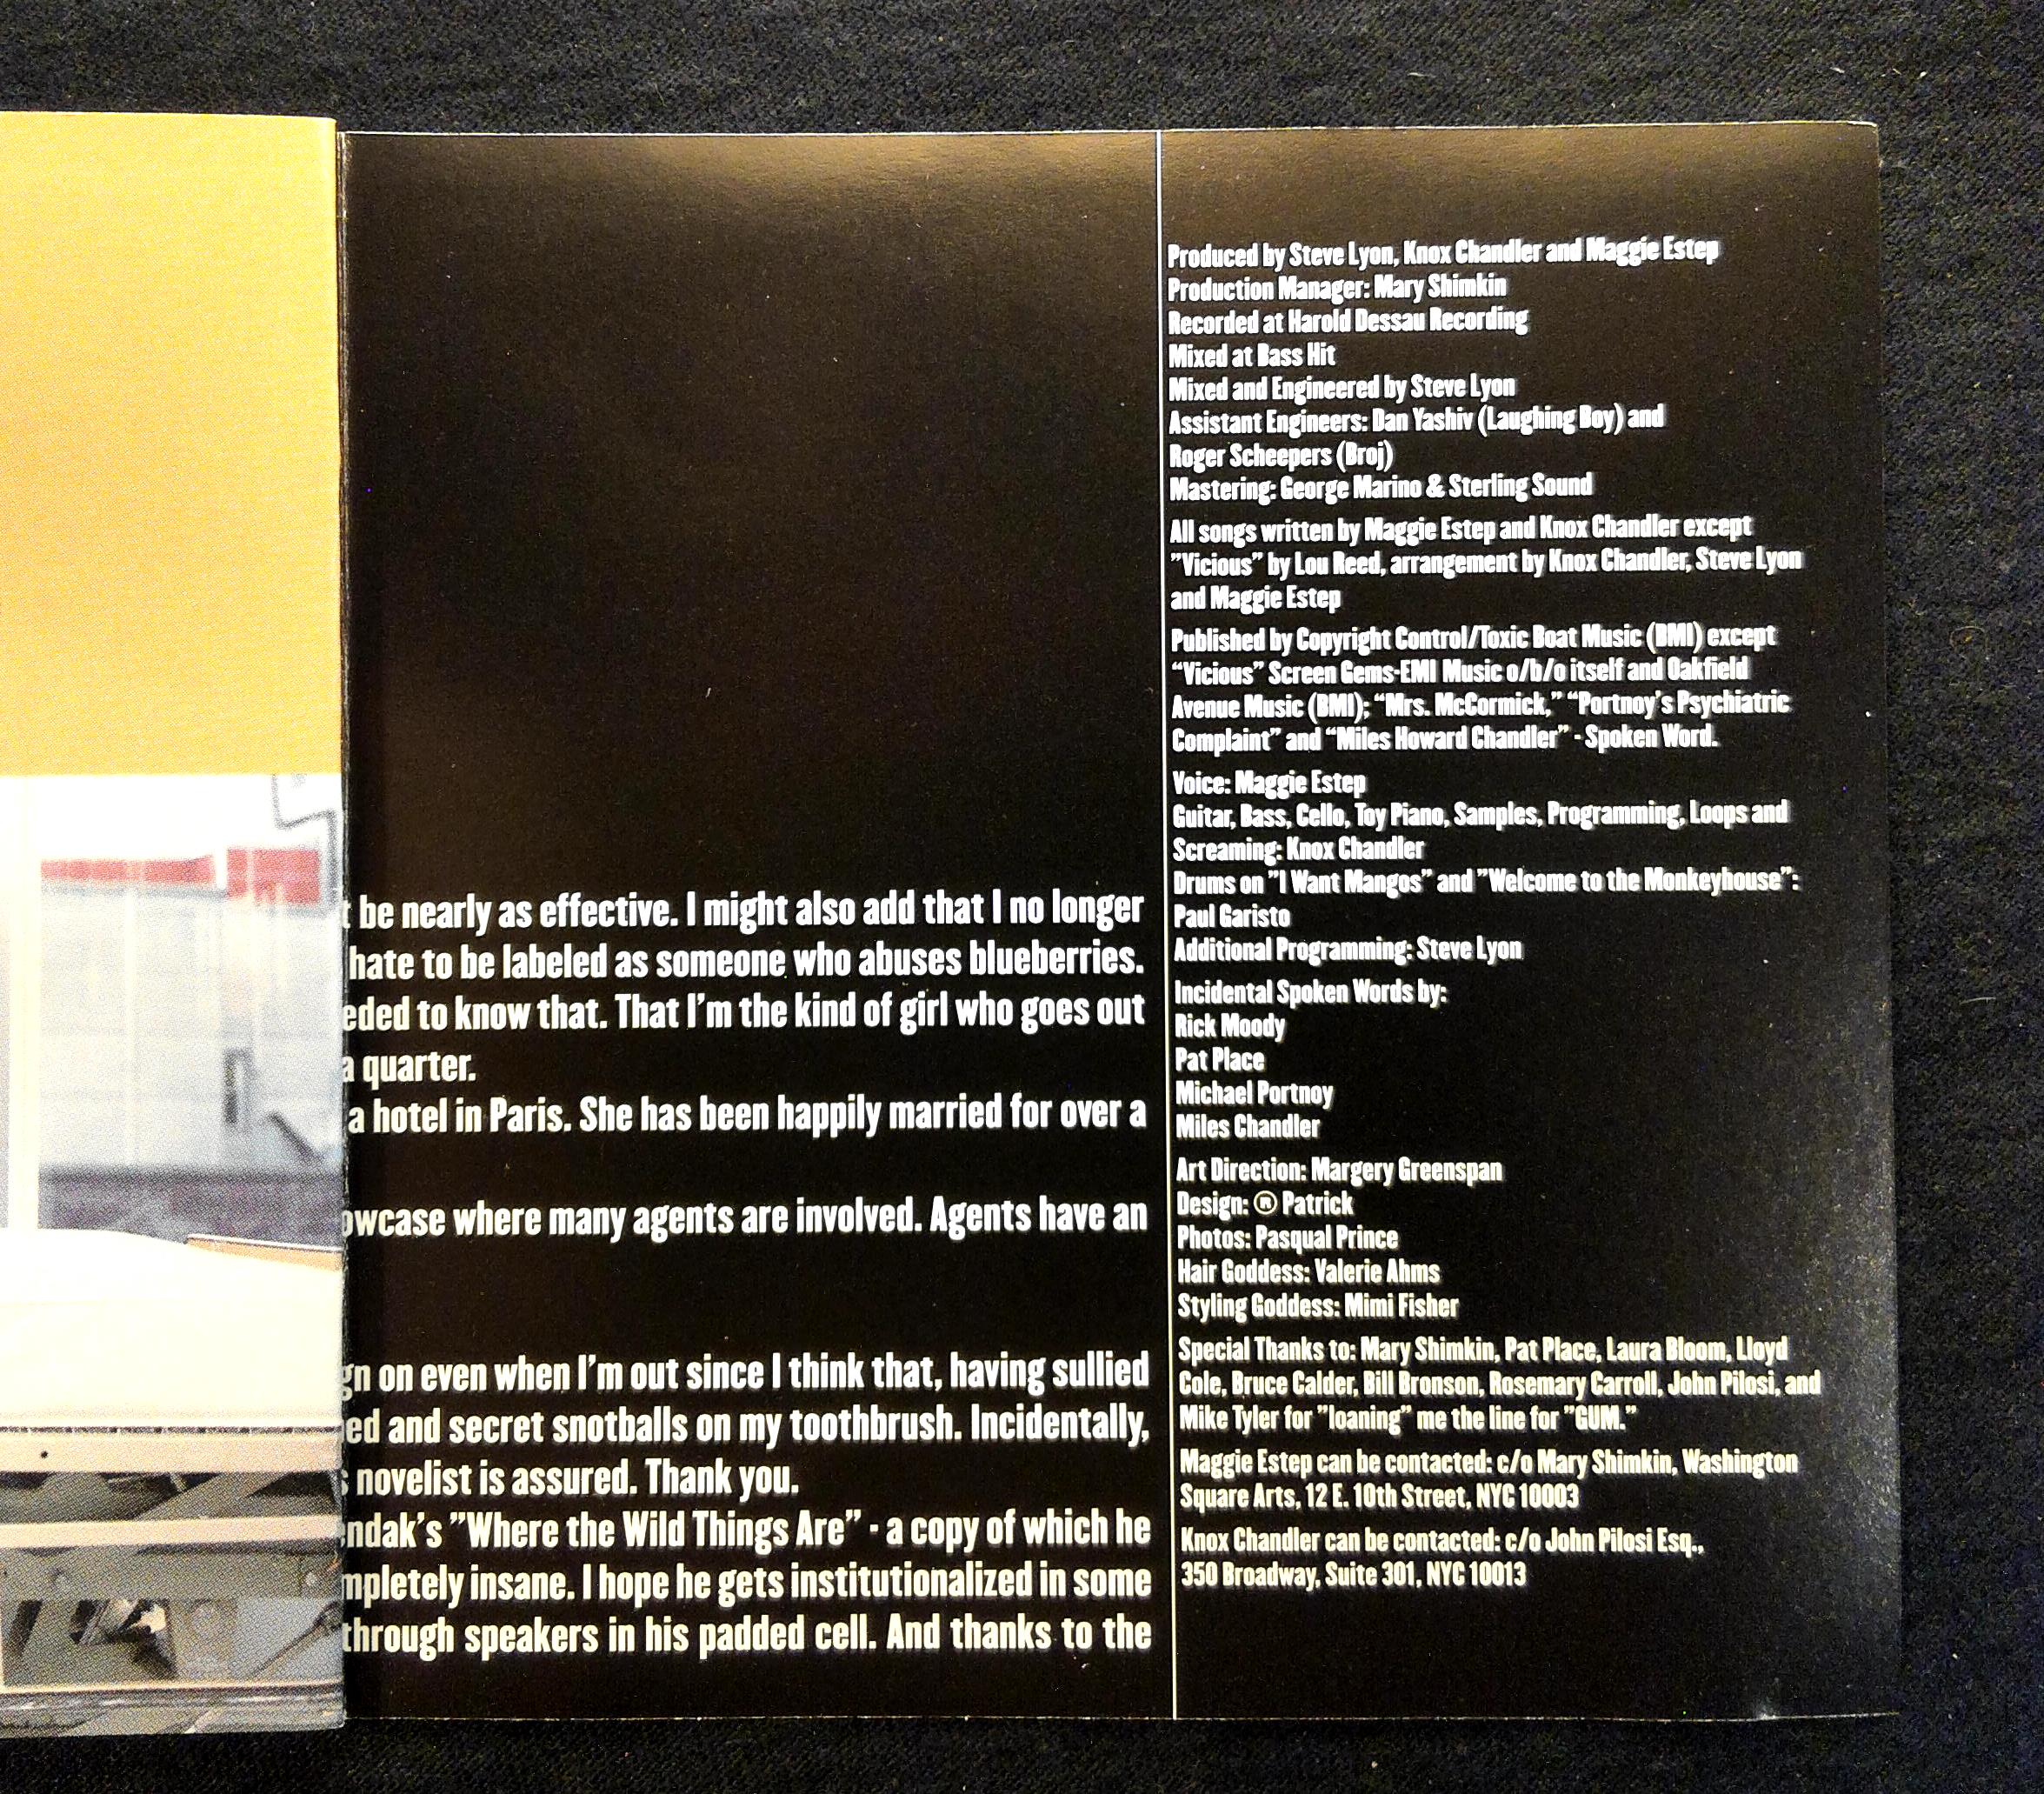 be nearly as effective. I might also add that I no longer
hate to be labeled as someone who abuses blueberries.
eded to know that. That I'm the kind of girl who goes out
a quarter.
a hotel in Paris. She has been happily married for over a
owcase where many agents are involved. Agents have an
gn on even when I'm out since I think that, having sullied
ed and secret snotballs on my toothbrush. Incidentally,
novelist is assured. Thank you.
ndak's "Where the Wild Things Are" - a copy of which he
mpletely insane. I hope he gets institutionalized in some
through speakers in his padded cell. And thanks to the
Produced by Steve Lyon, Knox Chandler and Maggie Estep
Production Manager: Mary Shimkin
Recorded at Harold Dessau Recording
Mixed at Bass Hit
Mixed and Engineered by Steve Lyon
Assistant Engineers: Dan Yashiv (Laughing Boy) and
Roger Scheepers (Broj)
Mastering: George Marino & Sterling Sound
All songs written by Maggie Estep and Knox Chandler except
"Vicious" by Lou Reed, arrangement by Knox Chandler, Steve Lyon
and Maggie Estep
Published by Copyright Control/Toxic Boat Music (BMI) except
“Vicious” Screen Gems-EMI Music o/b/o itself and Oakfield
Avenue Music (BMI); “Mrs. McCormick,” “Portnoy's Psychiatric
Complaint” and “Miles Howard Chandler” - Spoken Word.
Voice: Maggie Estep
Guitar, Bass, Cello, Toy Piano, Samples, Programming, Loops and
Screaming: Knox Chandler
Drums on "I Want Mangos" and "Welcome to the Monkeyhouse":
Paul Garisto
Additional Programming: Steve Lyon
Incidental Spoken Words by:
Rick Moody
Pat Place
Michael Portnoy
Miles Chandler
Art Direction: Margery Greenspan
Design: ® Patrick
Photos: Pasqual Prince
Hair Goddess: Valerie Ahms
Styling Goddess: Mimi Fisher
Special Thanks to: Mary Shimkin, Pat Place, Laura Bloom, Lloyd
Cole, Bruce Calder, Bill Bronson, Rosemary Carroll, John Pilosi, and
Mike Tyler for "loaning" me the line for "GUM."
Maggie Estep can be contacted: c/o Mary Shimkin, Washington
Square Arts, 12 E. 10th Street, NYC 10003
Knox Chandler can be contacted: c/o John Pilosi Esq.,
350 Broadway, Suite 301, NYC 10013